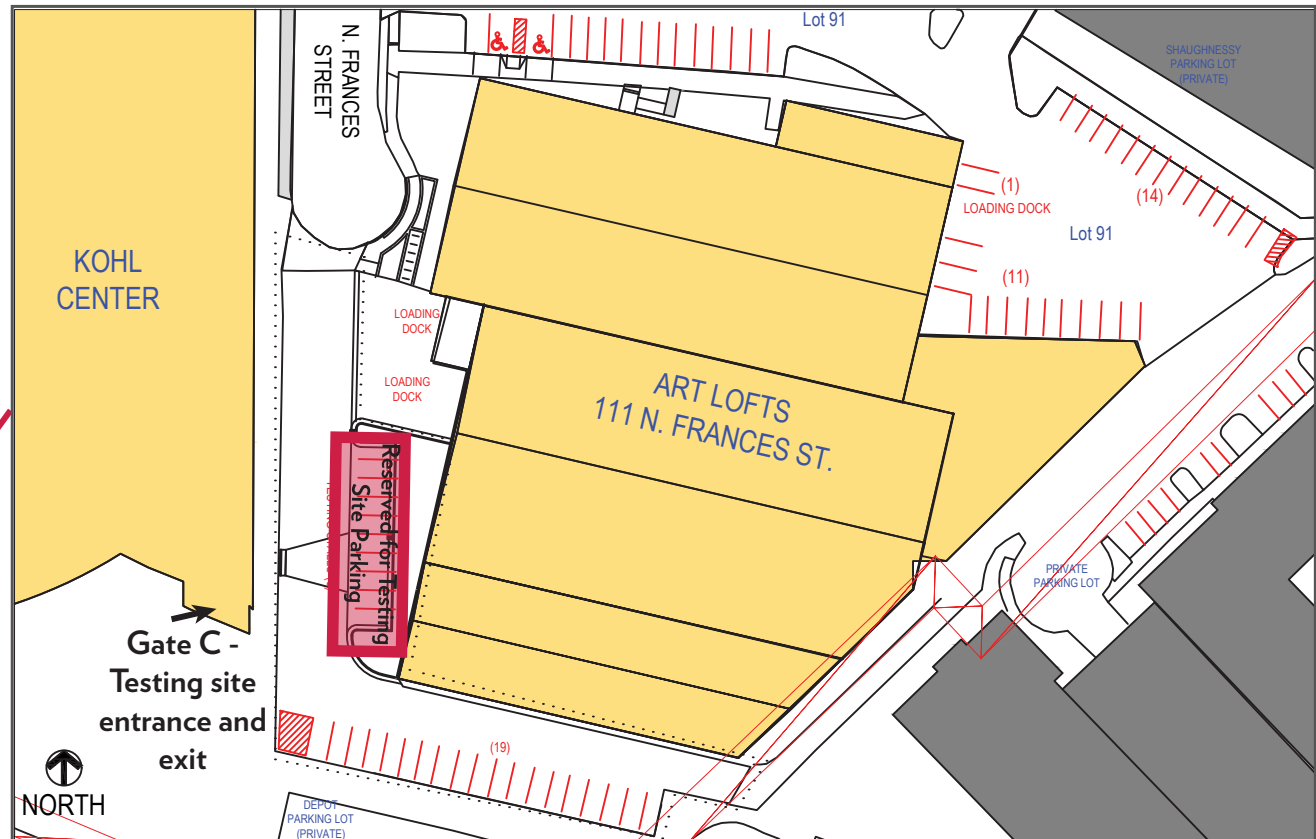 Lot 91
N. FRANCES
STREET
SHAUGHNESSY
PARKING LOT
(PRIVATE)
(1)
LOADING DOCK
(14)
Lot 91
KOHL
CENTER
(11)
LOADING
DOCK
LOADING
DOCK
ART LOFTS
111 N. FRANCES ST.
Reserved for Testing
Site Parking
PRIVATE
PARKING LOT
Gate C -
Testing site
entrance and
exit
(19)
NORTH
DEPOT
PARKING LOT
(PRIVATE)